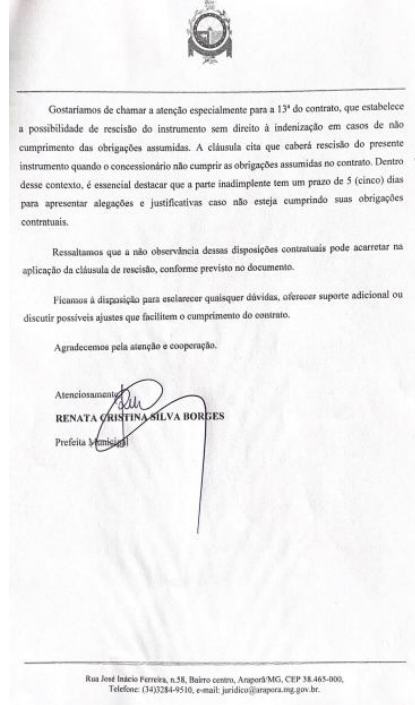 Gostaríamos de chamar a atenção especialmente para a 13ª do contrato, que estabelece
a possibilidade de rescisão do instrumento sem direito à indenização em casos de não
cumprimento das obrigações assumidas. A cláusula cita que caberá rescisão do presente
instrumento quando o concessionário não cumprir as obrigações assumidas no contrato. Dentro
desse contexto, é essencial destacar que a parte inadimplente tem um prazo de 5 (cinco) dias
para apresentar alegações e justificativas caso não esteja cumprindo suas obrigações
contratuais.
Ressaltamos que a não observância dessas disposições contratuais pode acarretar na
aplicação da cláusula de rescisão, conforme previsto no documento.
Ficamos à disposição para esclarecer quaisquer dúvidas, oferecer suporte adicional ou
discutir possíveis ajustes que facilitem o cumprimento do contrato.
Agradecemos pela atenção e cooperação.
Atenciosamente
RENATA CRISTINA SILVA BORGES
Prefeita Municipal
Rua José Inácio Ferreira, n.58, Bairro centro, Araporã/MG, CEP 38.465-000,
Telefone: (34)3284-9510, e-mail: juridico@arapora.mg.gov.br.